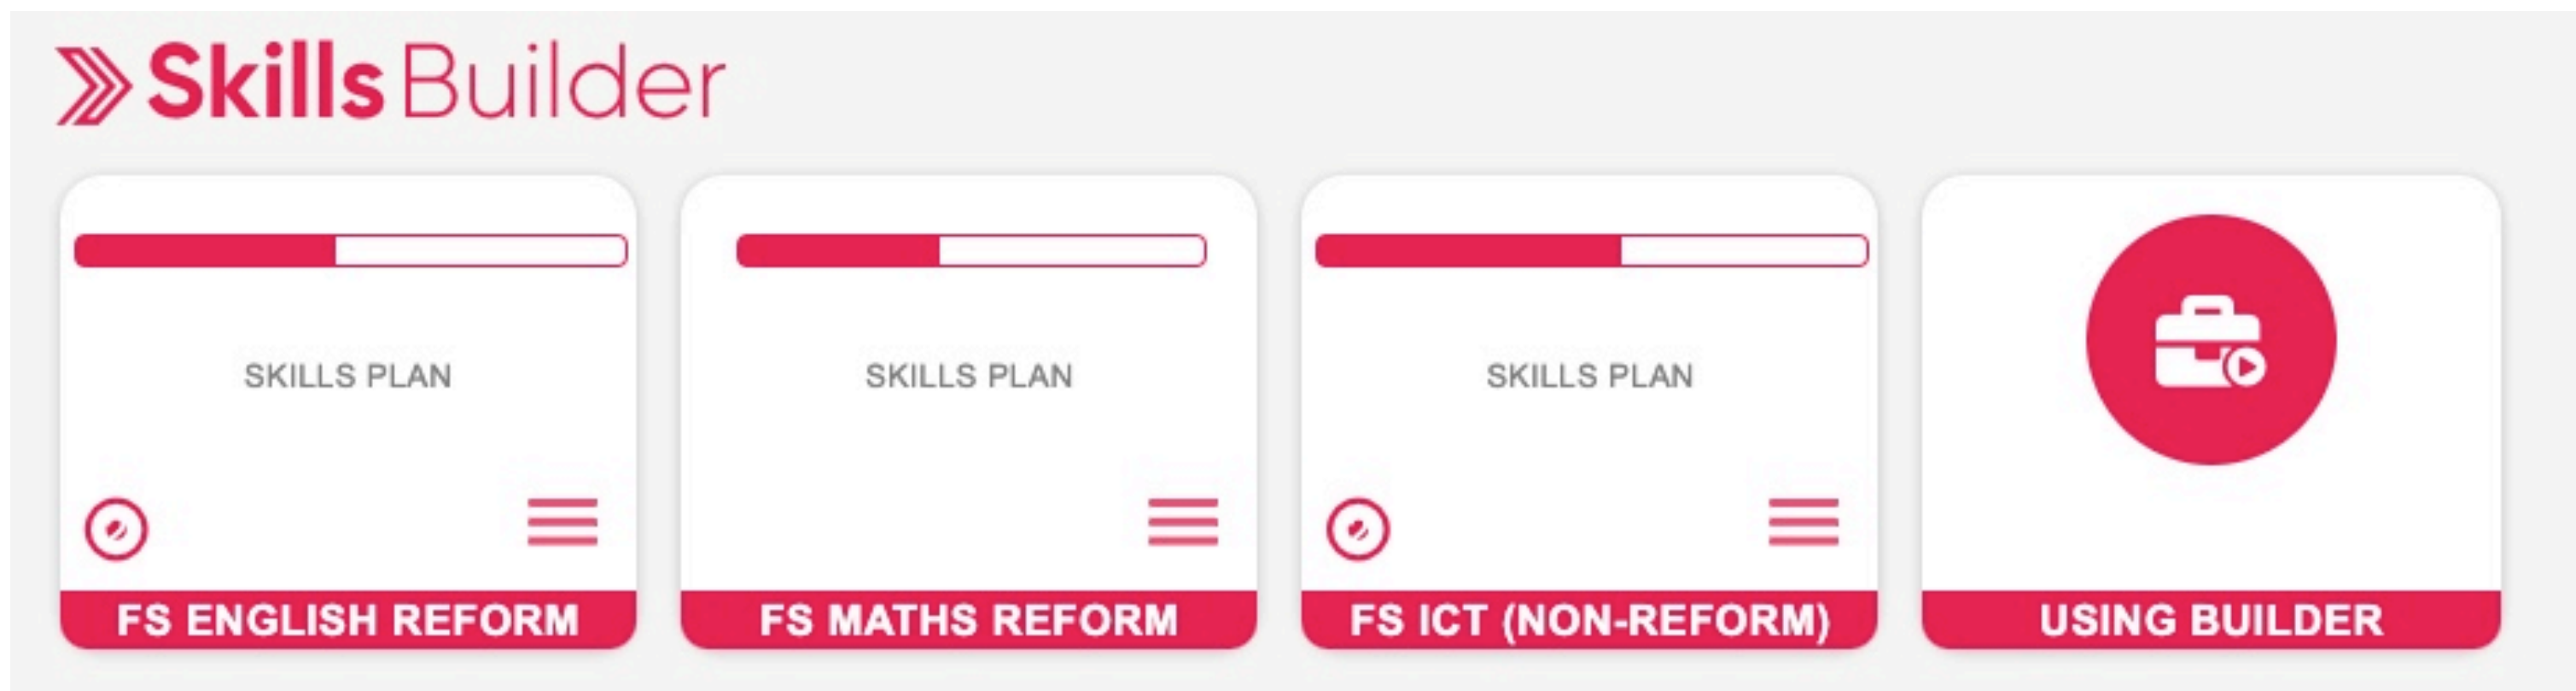 Skills Builder
SKILLS PLAN
FS ENGLISH REFORM
SKILLS PLAN
FS MATHS REFORM
SKILLS PLAN
FS ICT (NON-REFORM)
USING BUILDER